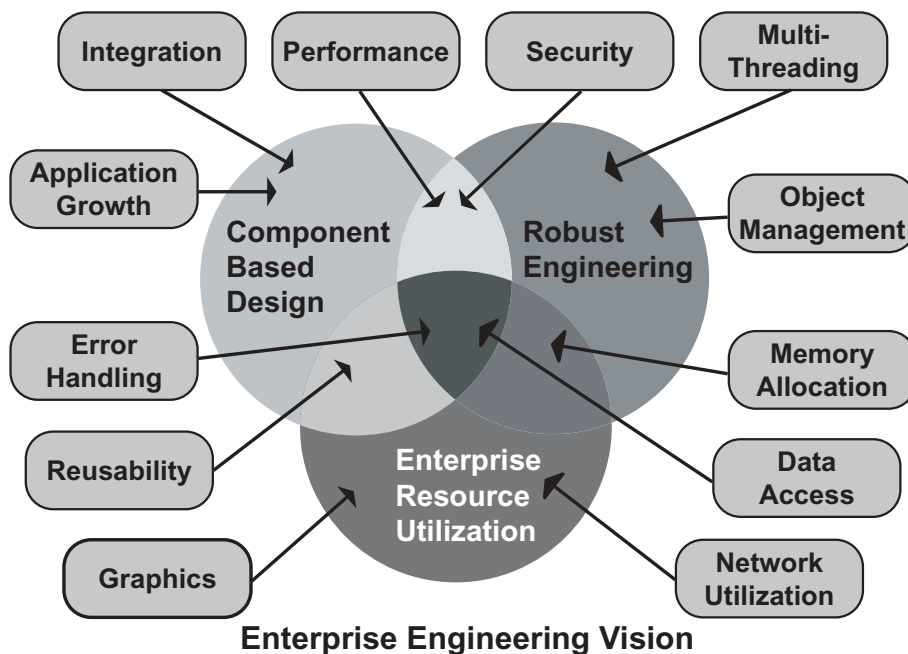 Integration
Performance
Security
Multi-
Threading
Application
Growth
Component
Based
Design
Robust
Engineering
Object
Management
Error
Handling
Memory
Allocation
Reusability
Enterprise
Resource
Utilization
Data
Access
Graphics
Network
Utilization
Enterprise Engineering Vision